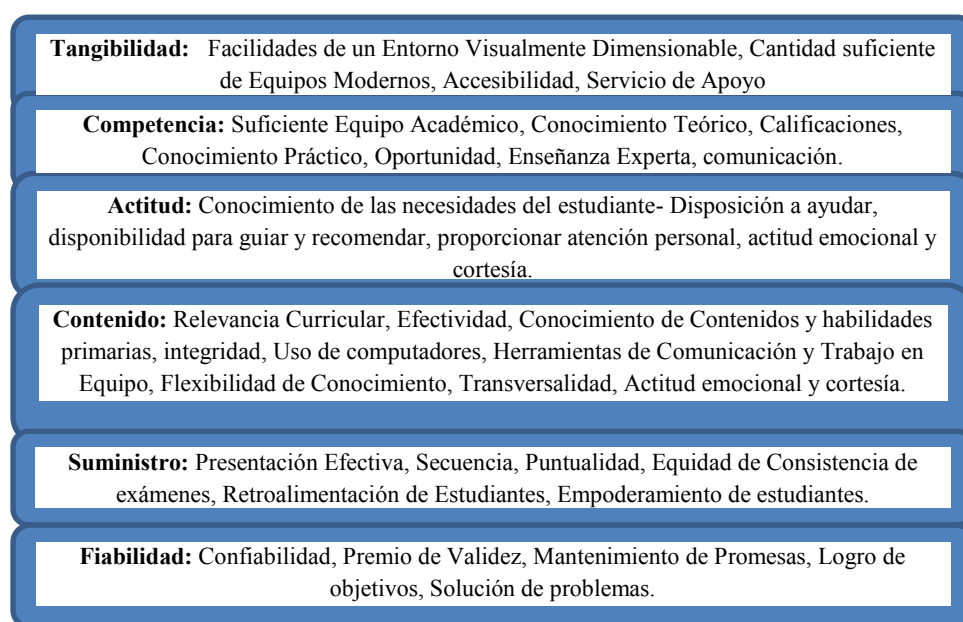 Tangibilidad: Facilidades de un Entorno Visualmente Dimensionable, Cantidad suficiente
de Equipos Modernos, Accesibilidad, Servicio de Apoyo
Competencia: Suficiente Equipo Académico, Conocimiento Teórico, Calificaciones,
Conocimiento Práctico, Oportunidad, Enseñanza Experta, comunicación.
Actitud: Conocimiento de las necesidades del estudiante- Disposición a ayudar,
disponibilidad para guiar y recomendar, proporcionar atención personal, actitud emocional y
cortesía.
Contenido: Relevancia Curricular, Efectividad, Conocimiento de Contenidos y habilidades
primarias, integridad, Uso de computadores, Herramientas de Comunicación y Trabajo en
Equipo, Flexibilidad de Conocimiento, Transversalidad, Actitud emocional y cortesía.
Suministro: Presentación Efectiva, Secuencia, Puntualidad, Equidad de Consistencia de
exámenes, Retroalimentación de Estudiantes, Empoderamiento de estudiantes.
Fiabilidad: Confiabilidad, Premio de Validez, Mantenimiento de Promesas, Logro de
objetivos, Solución de problemas.